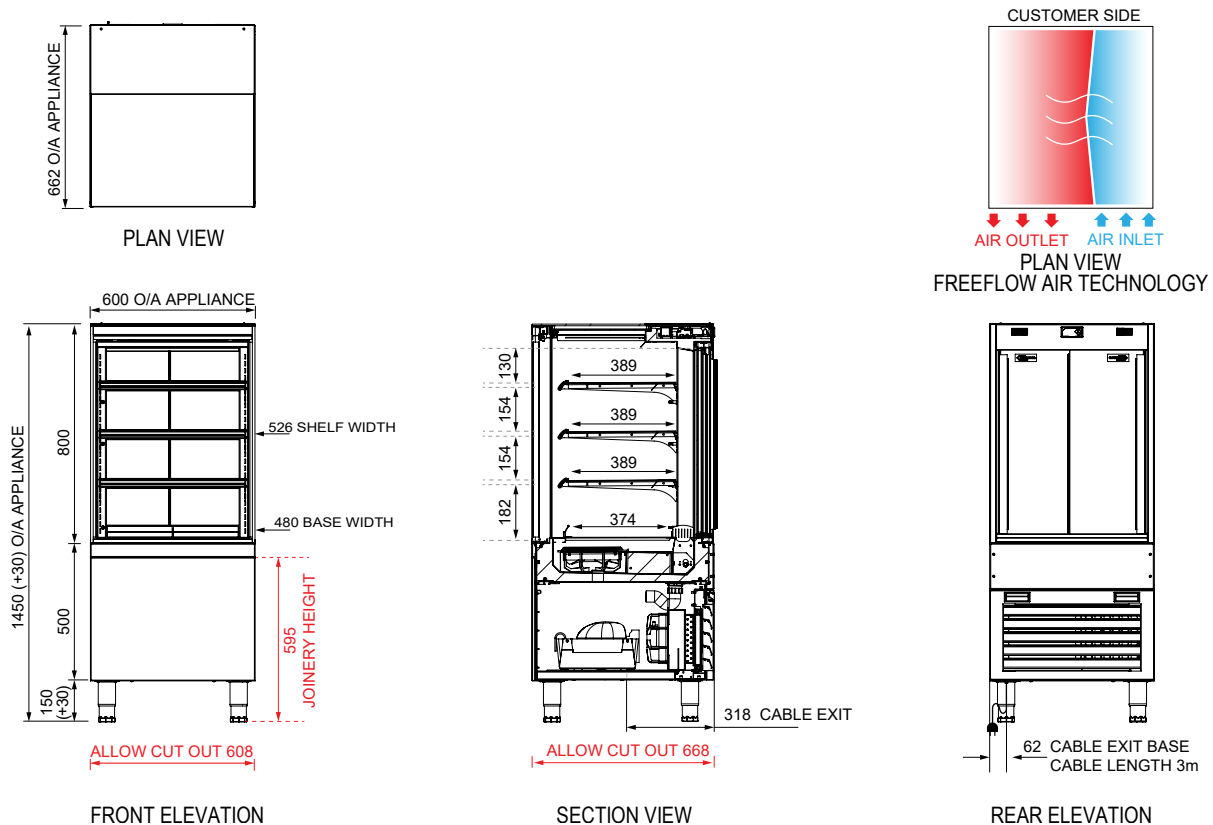 662 O/A APPLIANCE
PLAN VIEW
CUSTOMER SIDE
AIR OUTLET
AIR INLET
PLAN VIEW
FREEFLOW AIR TECHNOLOGY
600 O/A APPLIANCE
1450 (+30) O/A APPLIANCE
800
500
150
(+30)
526 SHELF WIDTH
480 BASE WIDTH
595
JOINERY HEIGHT
ALLOW CUT OUT 608
FRONT ELEVATION
130
154
154
182
389
389
389
374
318 CABLE EXIT
ALLOW CUT OUT 668
SECTION VIEW
62 CABLE EXIT BASE
CABLE LENGTH 3m
REAR ELEVATION